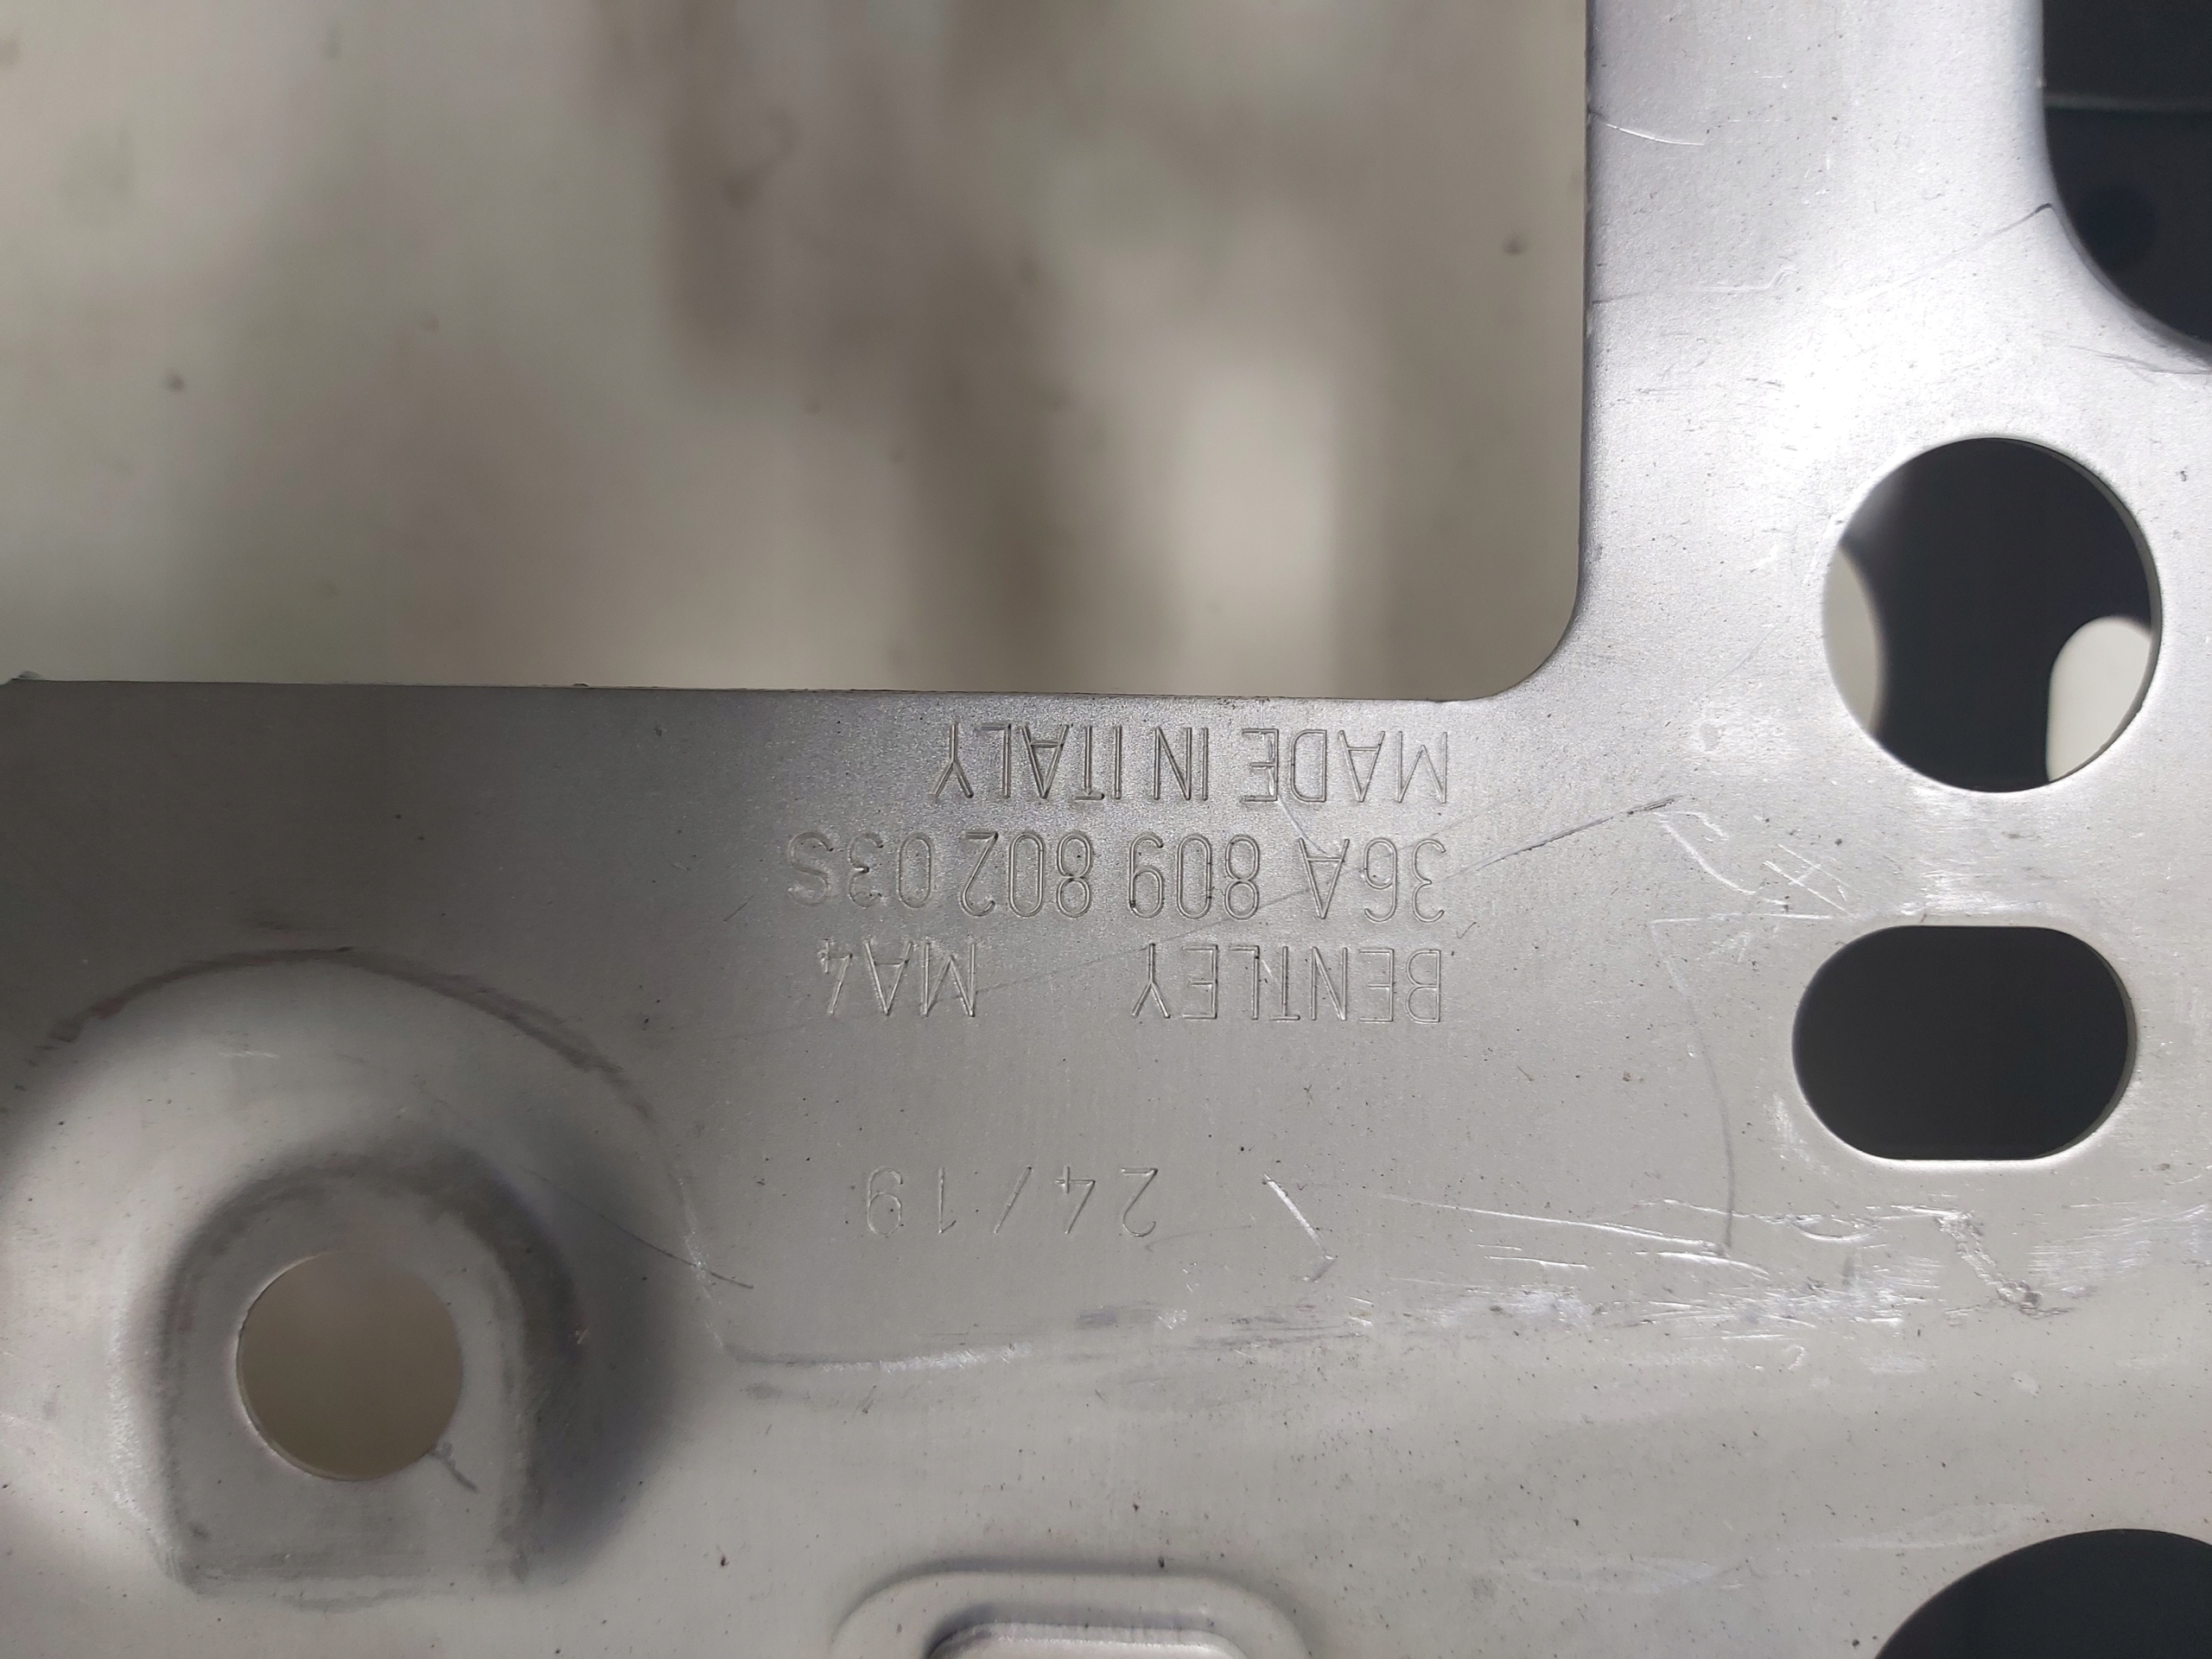 24/19
BENTLEY MA4
36A 809 802 03S
MADE IN ITALY